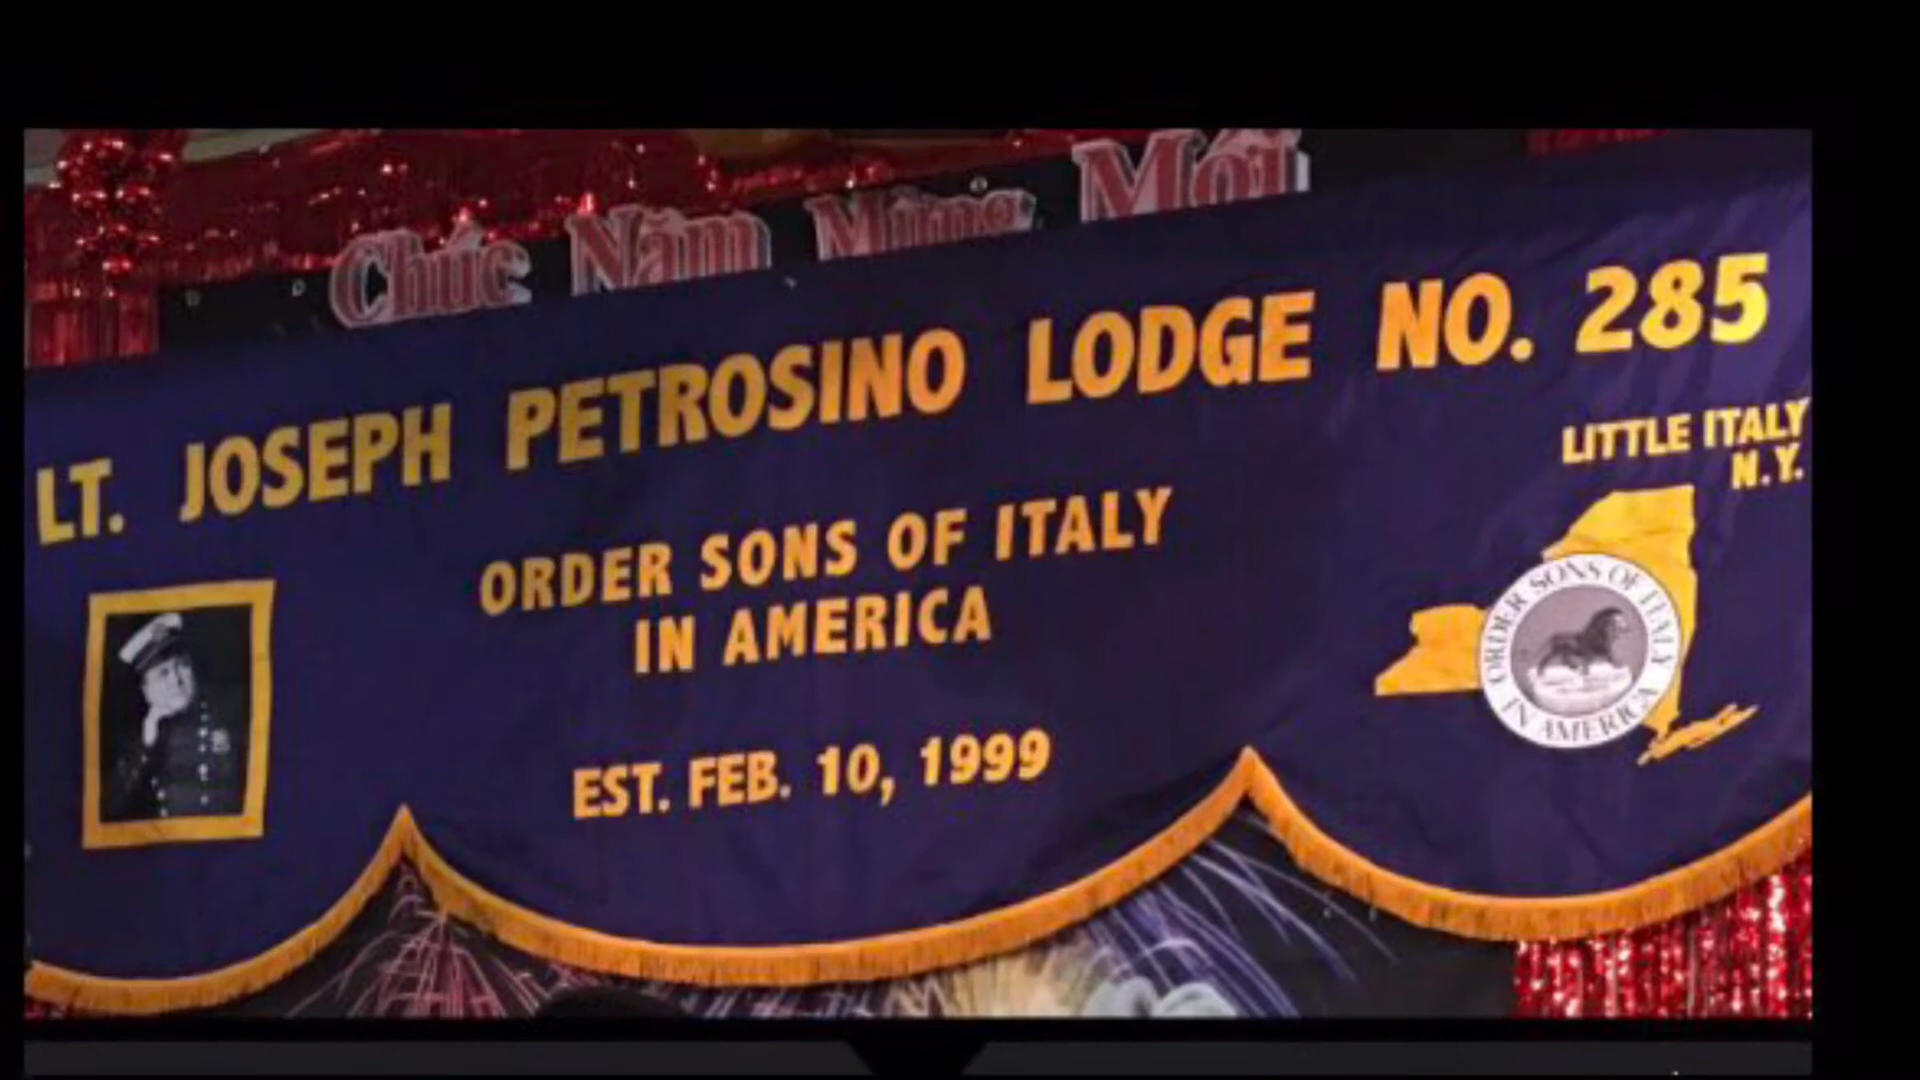 Chúc Năm Mừng Mới
LT. JOSEPH PETROSINO LODGE NO. 285
LITTLE ITALY
N.Y.
ORDER SONS OF ITALY
IN AMERICA
EST. FEB. 10, 1999
ORDER SONS OF ITALY
IN AMERICA